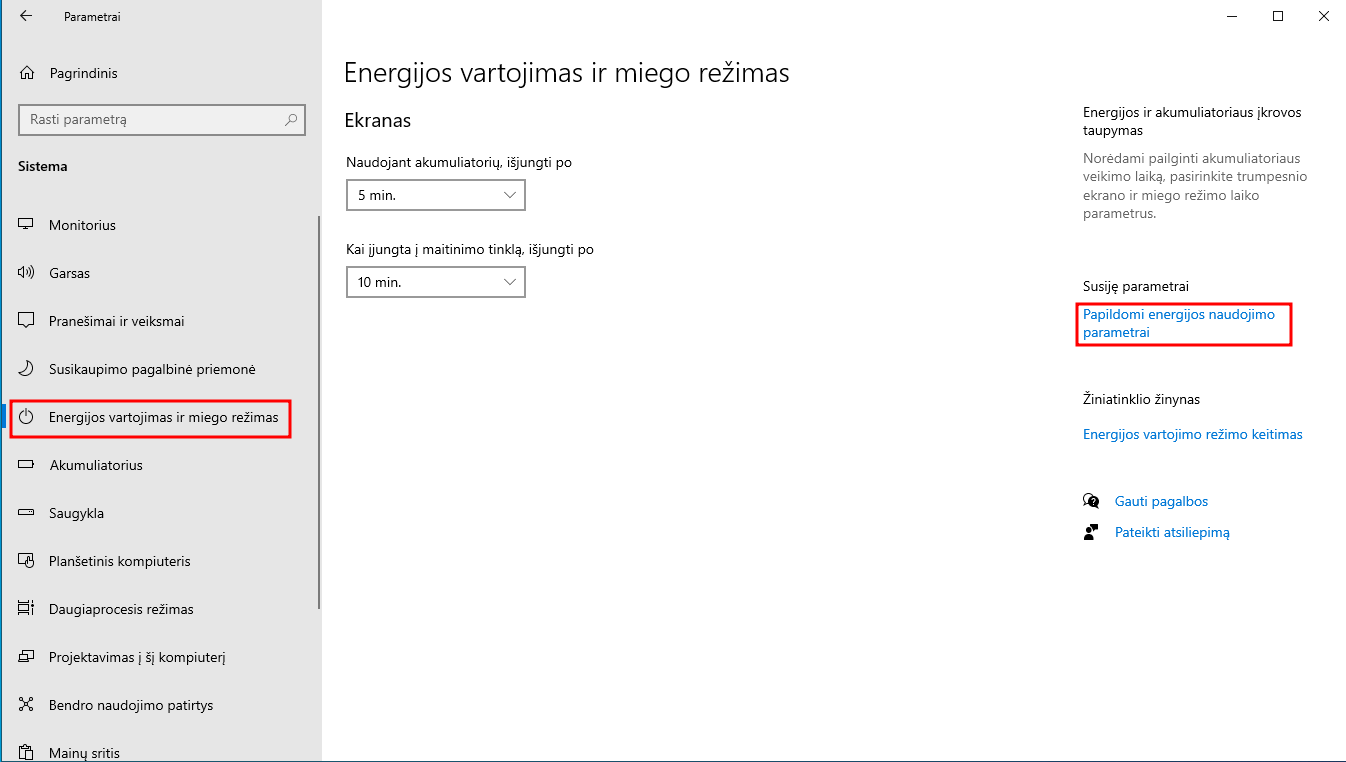 Parametrai
Pagrindinis
Rasti parametrą
Sistema
Monitorius
Garsas
Pranešimai ir veiksmai
Susikaupimo pagalbinė priemonė
Energijos vartojimas ir miego režimas
Akumuliatorius
Saugykla
Planšetinis kompiuteris
Daugiaprocesis režimas
Projektavimas į šį kompiuterį
Bendro naudojimo patirtys
Mainų sritis
Energijos vartojimas ir miego režimas
Ekranas
Naudojant akumuliatorių, išjungti po
5 min.
Kai įjungta į maitinimo tinklą, išjungti po
10 min.
Energijos ir akumuliatoriaus įkrovos
taupymas
Norėdami pailginti akumuliatoriaus
veikimo laiką, pasirinkite trumpesnio
ekrano ir miego režimo laiko
parametrus.
Susiję parametrai
Papildomi energijos naudojimo
parametrai
Žiniatinklio žinynas
Energijos vartojimo režimo keitimas
Gauti pagalbos
Pateikti atsiliepimą